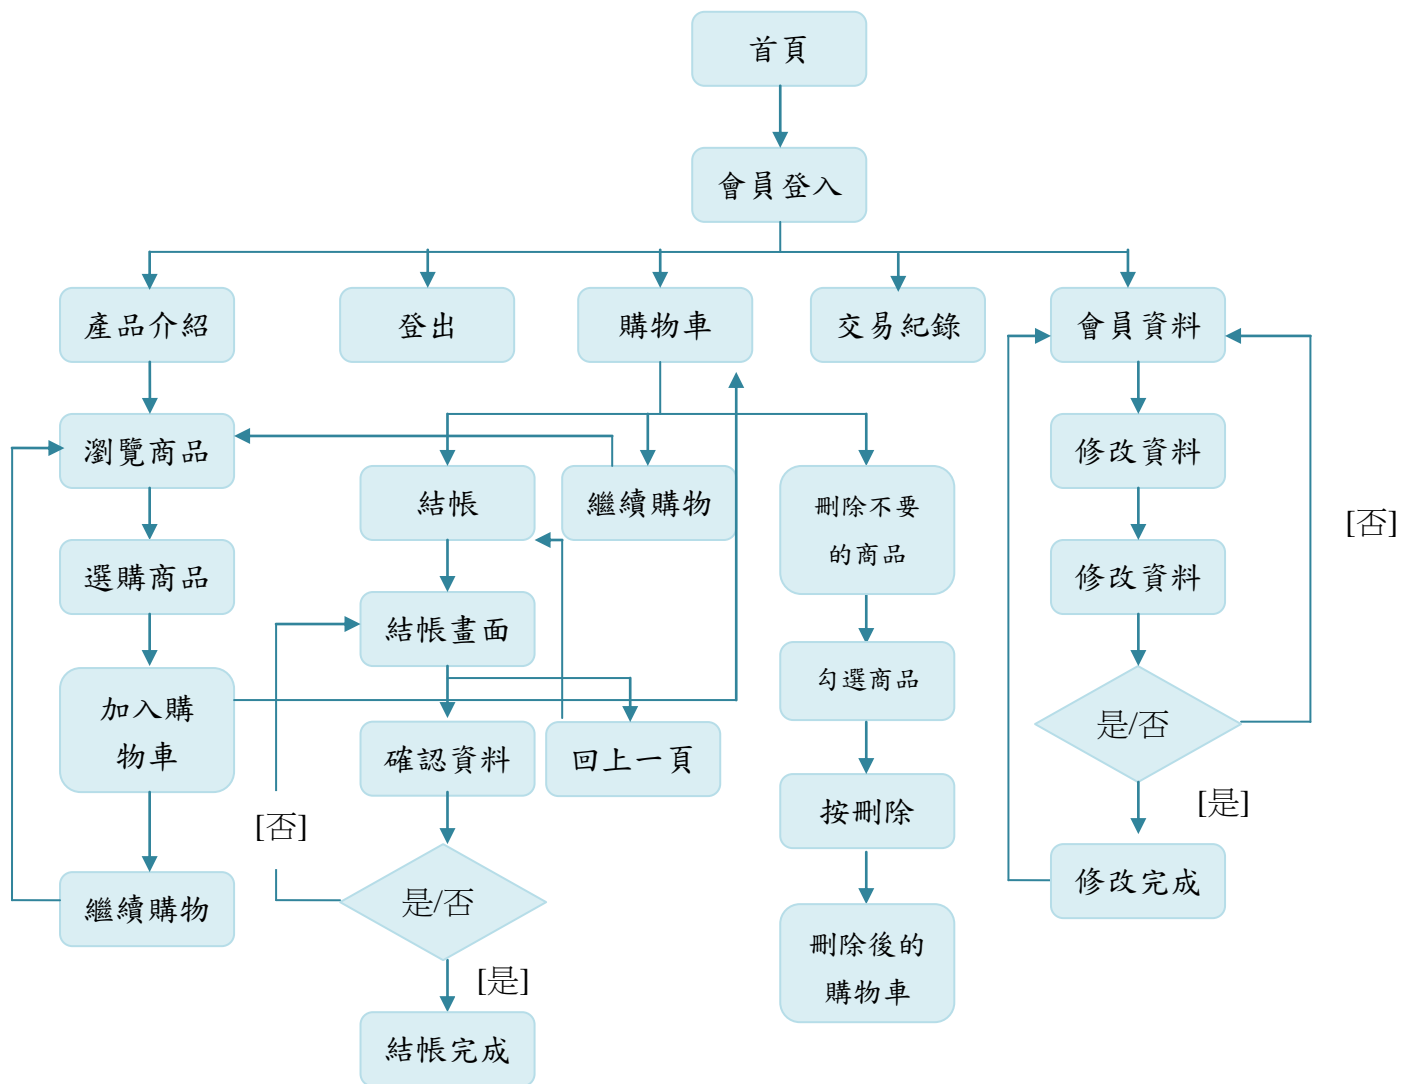 首頁
會員登入
產品介紹
登出
購物車
交易紀錄
會員資料
瀏覽商品
結帳
繼續購物
刪除不要
的商品
修改資料
[否]
選購商品
修改資料
結帳畫面
勾選商品
加入購
物車
確認資料
回上一頁
是/否
按刪除
[是]
[否]
繼續購物
是/否
修改完成
刪除後的
購物車
[是]
結帳完成